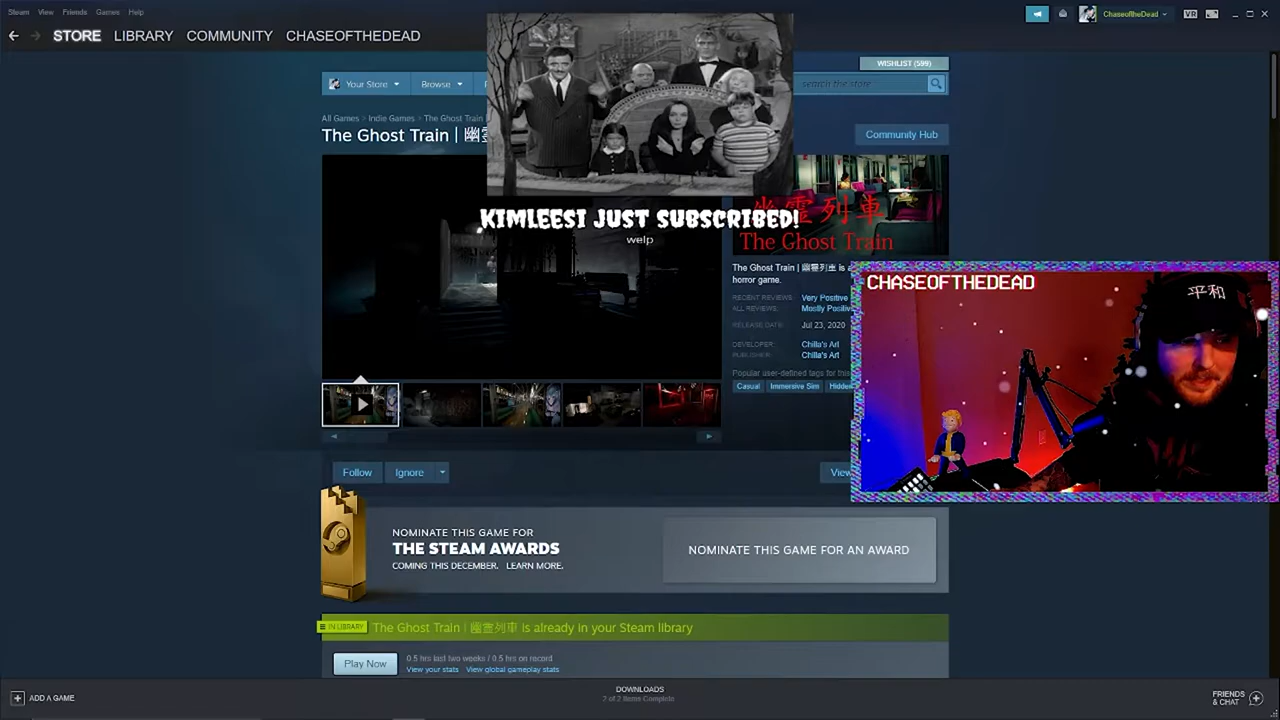 Steam View Friends Games Help
ChaseoftheDead
VR
STORE LIBRARY COMMUNITY CHASEOFTHEDEAD
WISHLIST (599)
Your Store Browse
search the store
All Games > Indie Games > The Ghost Train
The Ghost Train | 幽
Community Hub
幽霊列車
The Ghost Train
KIMLEESI JUST SUBSCRIBED!
welp
The Ghost Train | 幽霊列車 is a
horror game.
RECENT REVIEWS: Very Positive
ALL REVIEWS: Mostly Positiv
RELEASE DATE: Jul 23, 2020
DEVELOPER: Chilla's Art
PUBLISHER: Chilla's Art
Popular user-defined tags for this
Casual Immersive Sim Hidden
CHASEOFTHEDEAD
平和
Follow Ignore
View
NOMINATE THIS GAME FOR
THE STEAM AWARDS
COMING THIS DECEMBER. LEARN MORE.
NOMINATE THIS GAME FOR AN AWARD
IN LIBRARY
The Ghost Train | 幽霊列車 is already in your Steam library
Play Now
0.5 hrs last two weeks / 0.5 hrs on record
View your stats View global gameplay stats
ADD A GAME
DOWNLOADS
2 of 2 Items Complete
FRIENDS
& CHAT